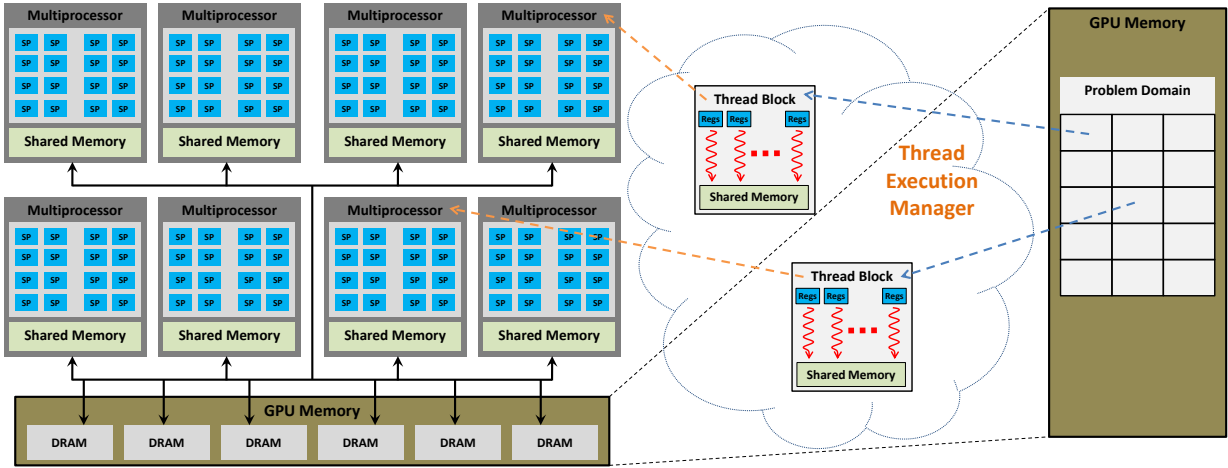 Multiprocessor Multiprocessor Multiprocessor Multiprocessor
SP SP SP SP SP SP SP SP SP SP SP SP SP SP SP SP
SP SP SP SP SP SP SP SP SP SP SP SP SP SP SP SP
SP SP SP SP SP SP SP SP SP SP SP SP SP SP SP SP
SP SP SP SP SP SP SP SP SP SP SP SP SP SP SP SP
Shared Memory Shared Memory Shared Memory Shared Memory
Multiprocessor Multiprocessor Multiprocessor Multiprocessor
SP SP SP SP SP SP SP SP SP SP SP SP SP SP SP SP
SP SP SP SP SP SP SP SP SP SP SP SP SP SP SP SP
SP SP SP SP SP SP SP SP SP SP SP SP SP SP SP SP
SP SP SP SP SP SP SP SP SP SP SP SP SP SP SP SP
Shared Memory Shared Memory Shared Memory Shared Memory
GPU Memory
DRAM DRAM DRAM DRAM DRAM DRAM
Thread Block
Regs Regs Regs
Shared Memory
Thread
Execution
Manager
Thread Block
Regs Regs Regs
Shared Memory
GPU Memory
Problem Domain